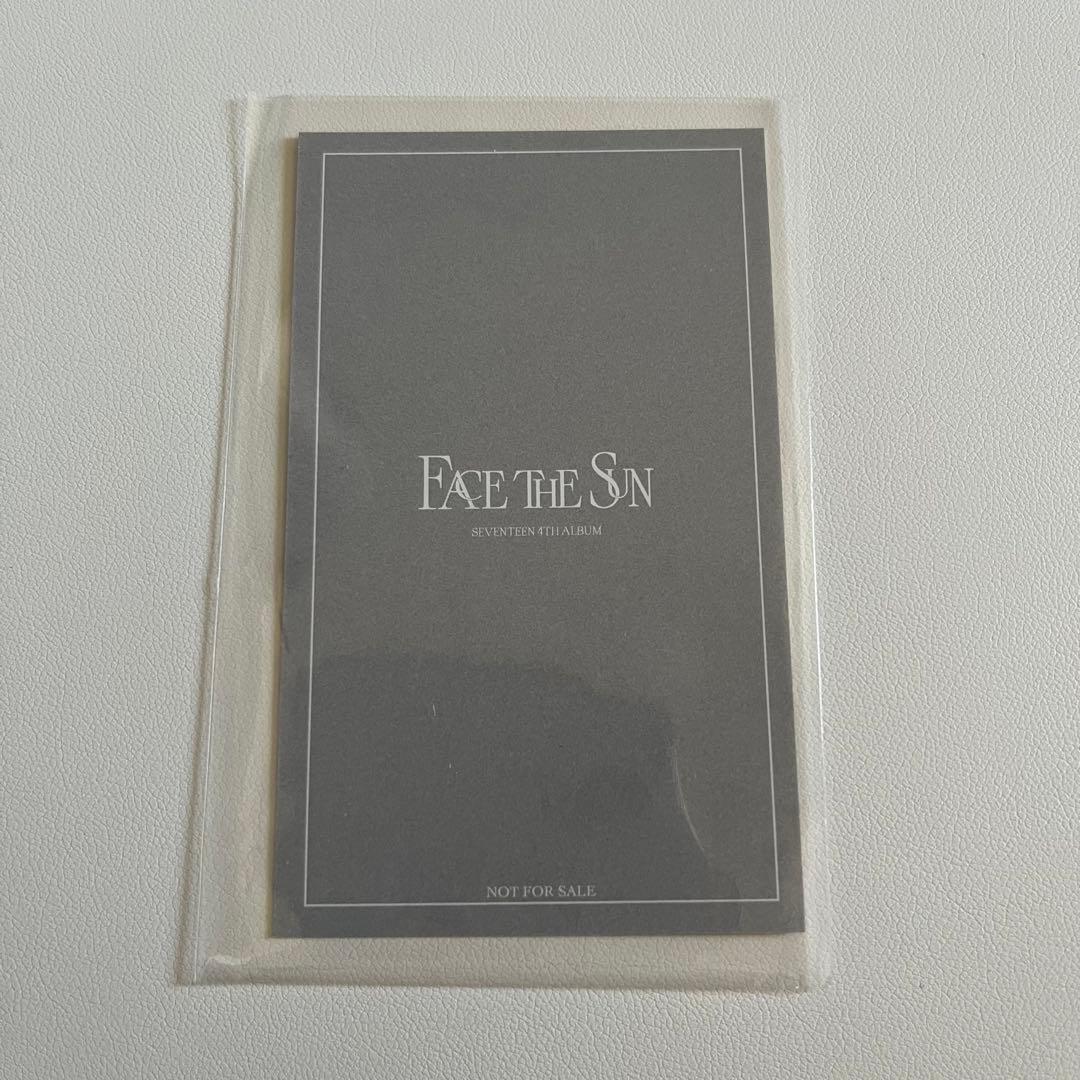 FACE THE SUN
SEVENTEEN 4TH ALBUM
NOT FOR SALE